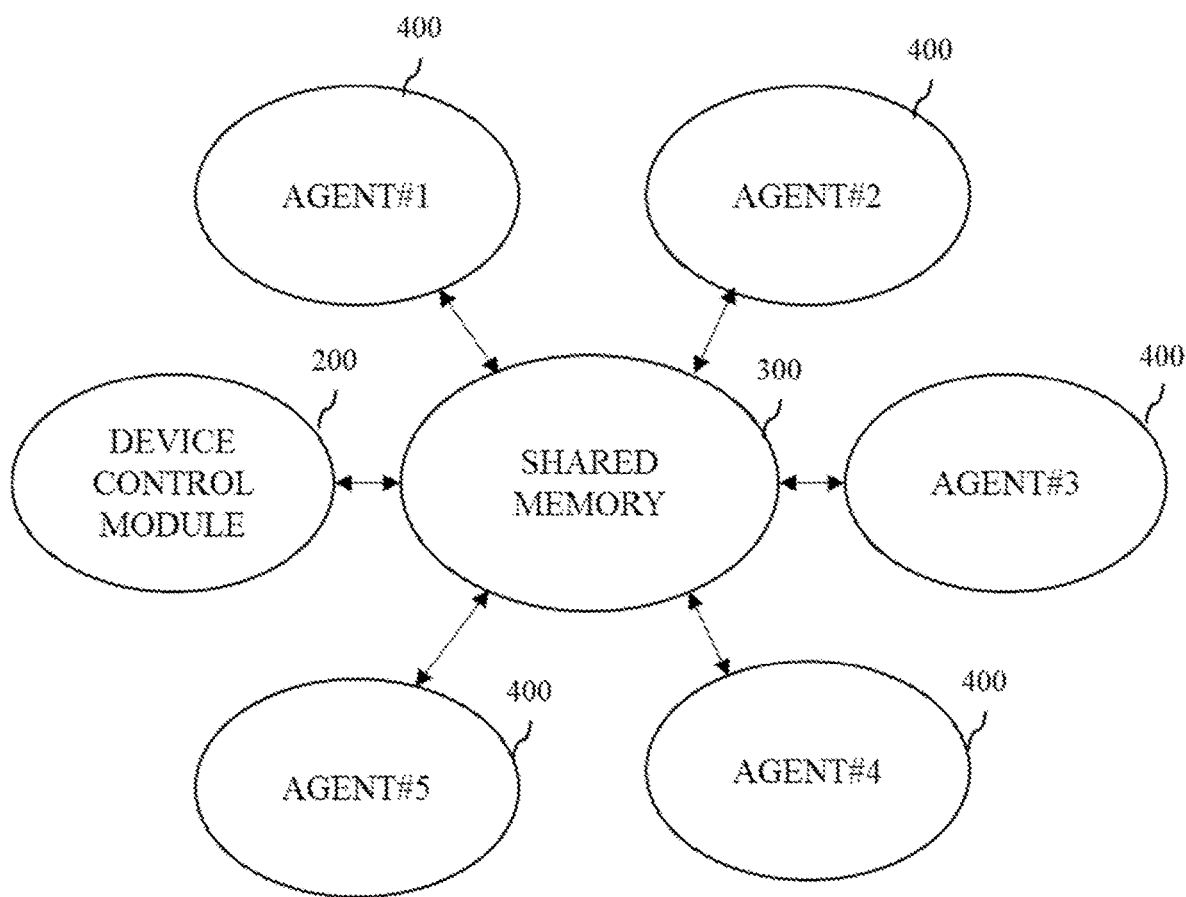 400
400
AGENT#1
AGENT#2
200
300
400
DEVICE
CONTROL
MODULE
SHARED
MEMORY
AGENT#3
400
400
AGENT#5
AGENT#4